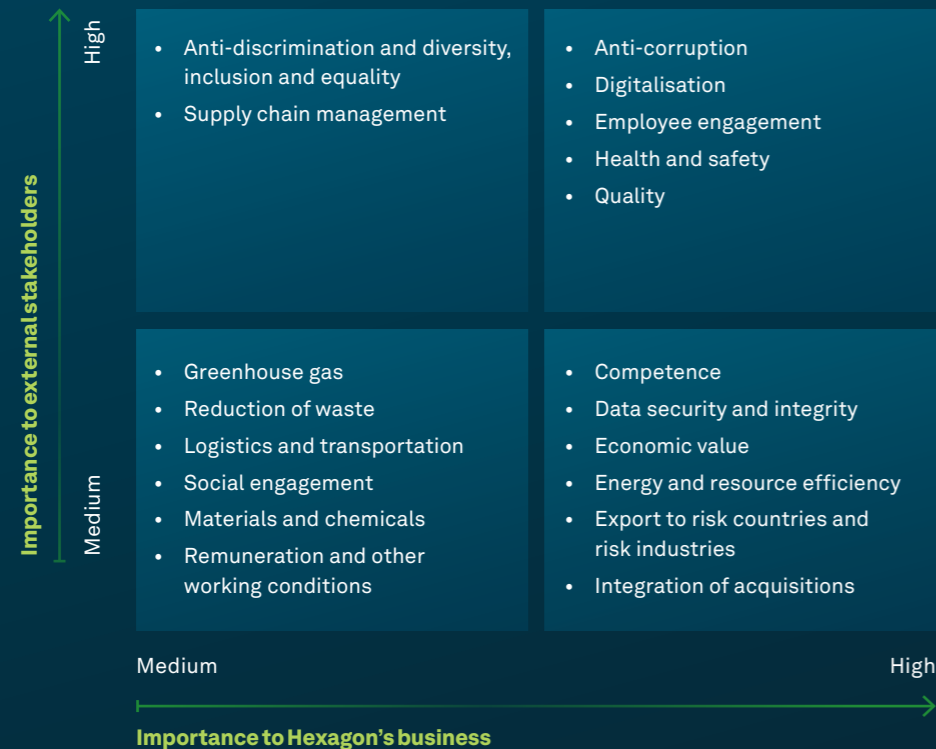 Importance to external stakeholders
High
Medium
• Anti-discrimination and diversity,
inclusion and equality
• Supply chain management
• Anti-corruption
• Digitalisation
• Employee engagement
• Health and safety
• Quality
• Greenhouse gas
• Reduction of waste
• Logistics and transportation
• Social engagement
• Materials and chemicals
• Remuneration and other
working conditions
• Competence
• Data security and integrity
• Economic value
• Energy and resource efficiency
• Export to risk countries and
risk industries
• Integration of acquisitions
Medium
High
Importance to Hexagon's business